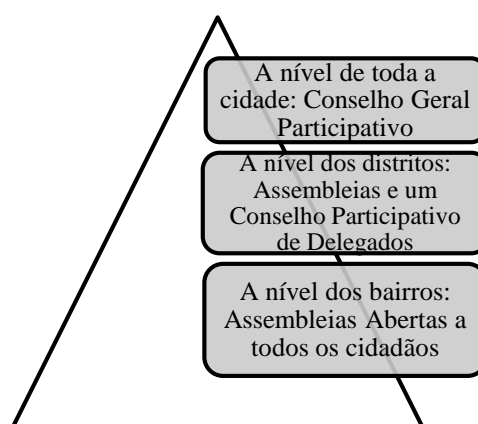 A nível de toda a
cidade: Conselho Geral
Participativo
A nível dos distritos:
Assembleias e um
Conselho Participativo
de Delegados
A nível dos bairros:
Assembleias Abertas a
todos os cidadãos